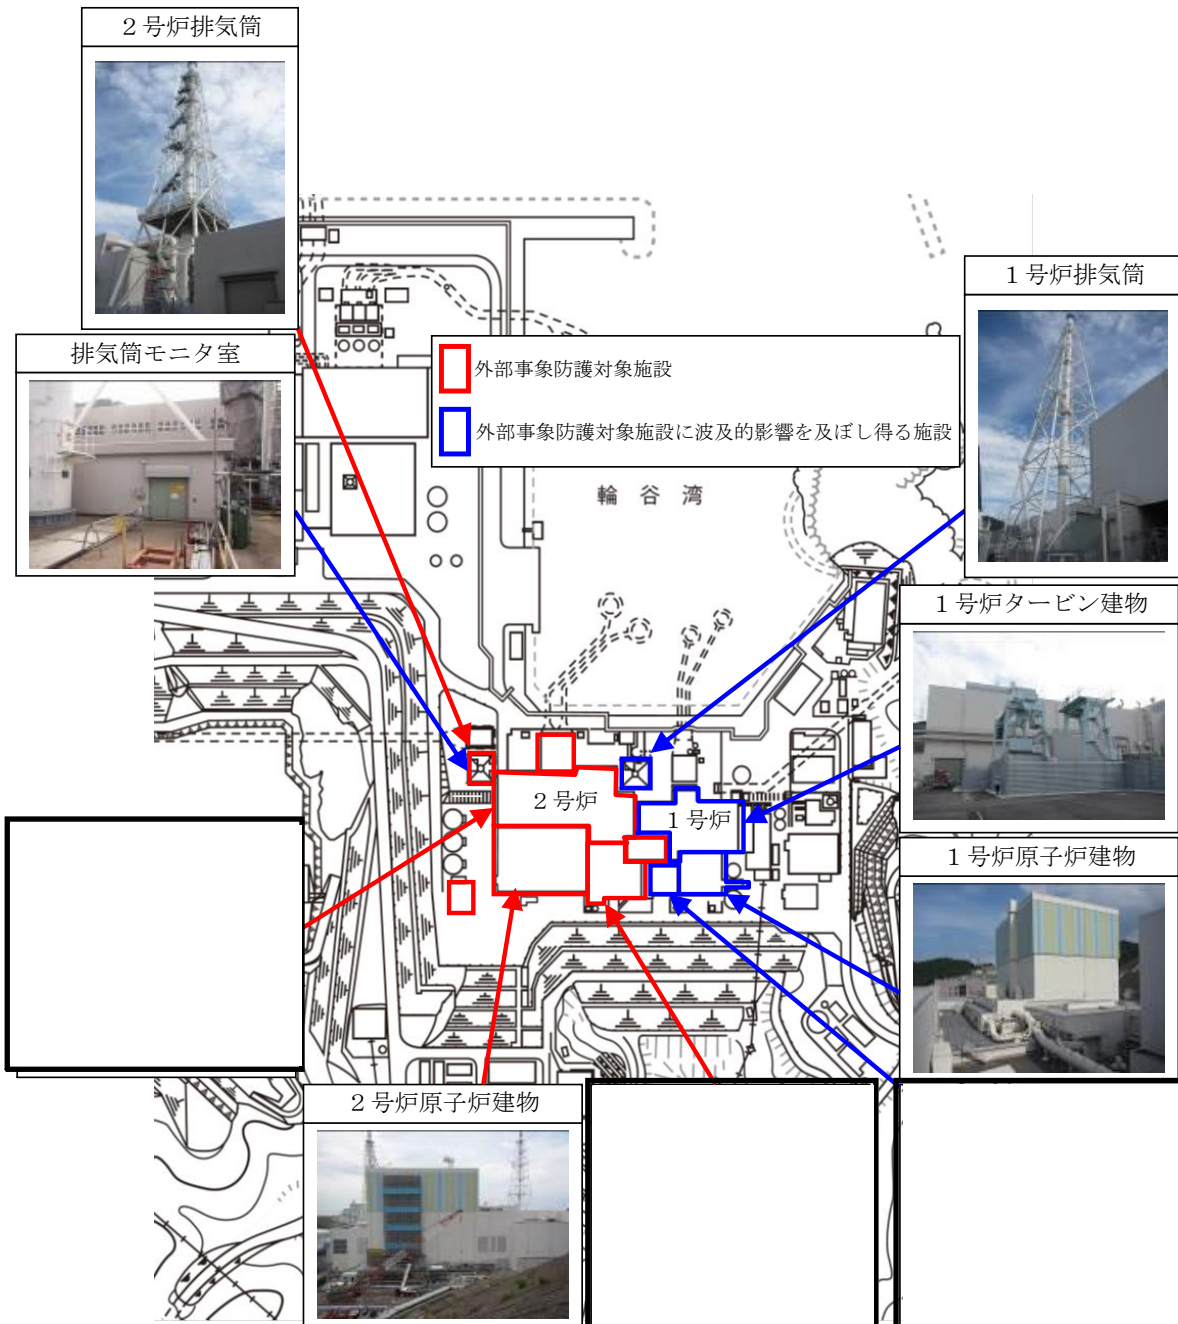 ２号炉排気筒
１号炉排気筒
排気筒モニタ室
外部事象防護対象施設
外部事象防護対象施設に波及的影響を及ぼし得る施設
輪谷湾
１号炉タービン建物
２号炉
１号炉
１号炉原子炉建物
２号炉原子炉建物